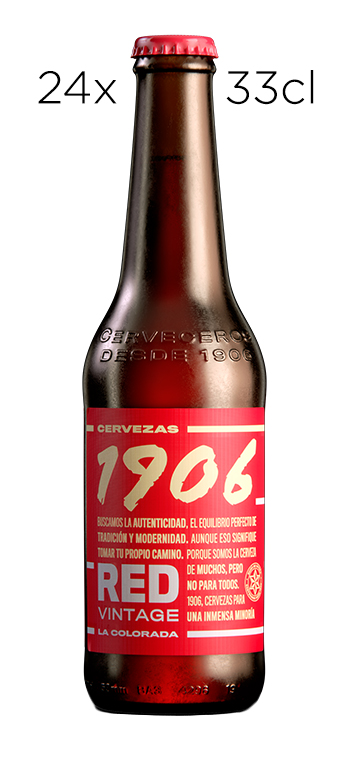 24x 33cl
CERVECEROS
DESDE 1906
CERVEZAS
1906
BUSCAMOS LA AUTENTICIDAD, EL EQUILIBRIO PERFECTO DE
TRADICIÓN Y MODERNIDAD. AUNQUE ESO SIGNIFIQUE
TOMAR TU PROPIO CAMINO. PORQUE SOMOS LA CERVEZA
DE MUCHOS, PERO
NO PARA TODOS.
1906, CERVEZAS PARA
UNA INMENSA MINORÍA
RED
VINTAGE
LA COLORADA